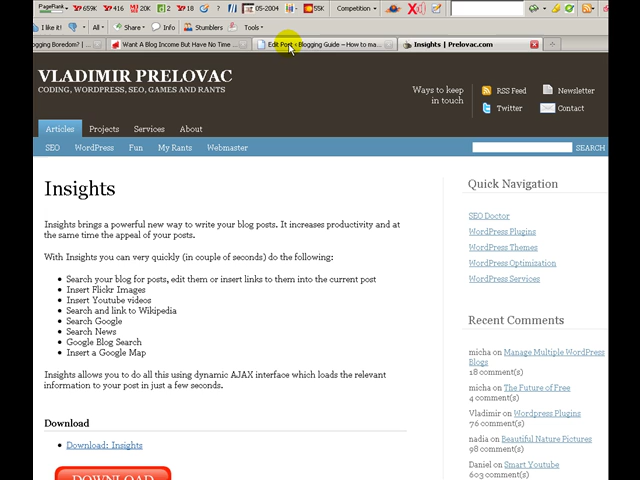 PageRank 659K 416 2 18 05-2004 55K Competition
I like it! All Share Info Stumblers Tools
ogging Boredom? | Want A Blog Income But Have No Time ... Edit Post ‹ Blogging Guide – How to ma... Insights | Prelovac.com
VLADIMIR PRELOVAC
CODING, WORDPRESS, SEO, GAMES AND RANTS
Ways to keep in touch
RSS Feed Newsletter
Twitter Contact
Articles Projects Services About
SEO WordPress Fun My Rants Webmaster SEARCH
Insights
Insights brings a powerful new way to write your blog posts. It increases productivity and at
the same time the appeal of your posts.
With Insights you can very quickly (in couple of seconds) do the following:
Search your blog for posts, edit them or insert links to them into the current post
Insert Flickr Images
Insert Youtube videos
Search and link to Wikipedia
Search Google
Search News
Google Blog Search
Insert a Google Map
Insights allows you to do all this using dynamic AJAX interface which loads the relevant
information to your post in just a few seconds.
Download
Download: Insights
DOWNLOAD
Quick Navigation
SEO Doctor
WordPress Plugins
WordPress Themes
WordPress Optimization
WordPress Services
Recent Comments
micha on Manage Multiple WordPress
Blogs
18 comment(s)
micha on The Future of Free
4 comment(s)
Vladimir on WordPress Plugins
76 comment(s)
nadia on Beautiful Nature Pictures
98 comment(s)
Daniel on Smart Youtube
603 comment(s)